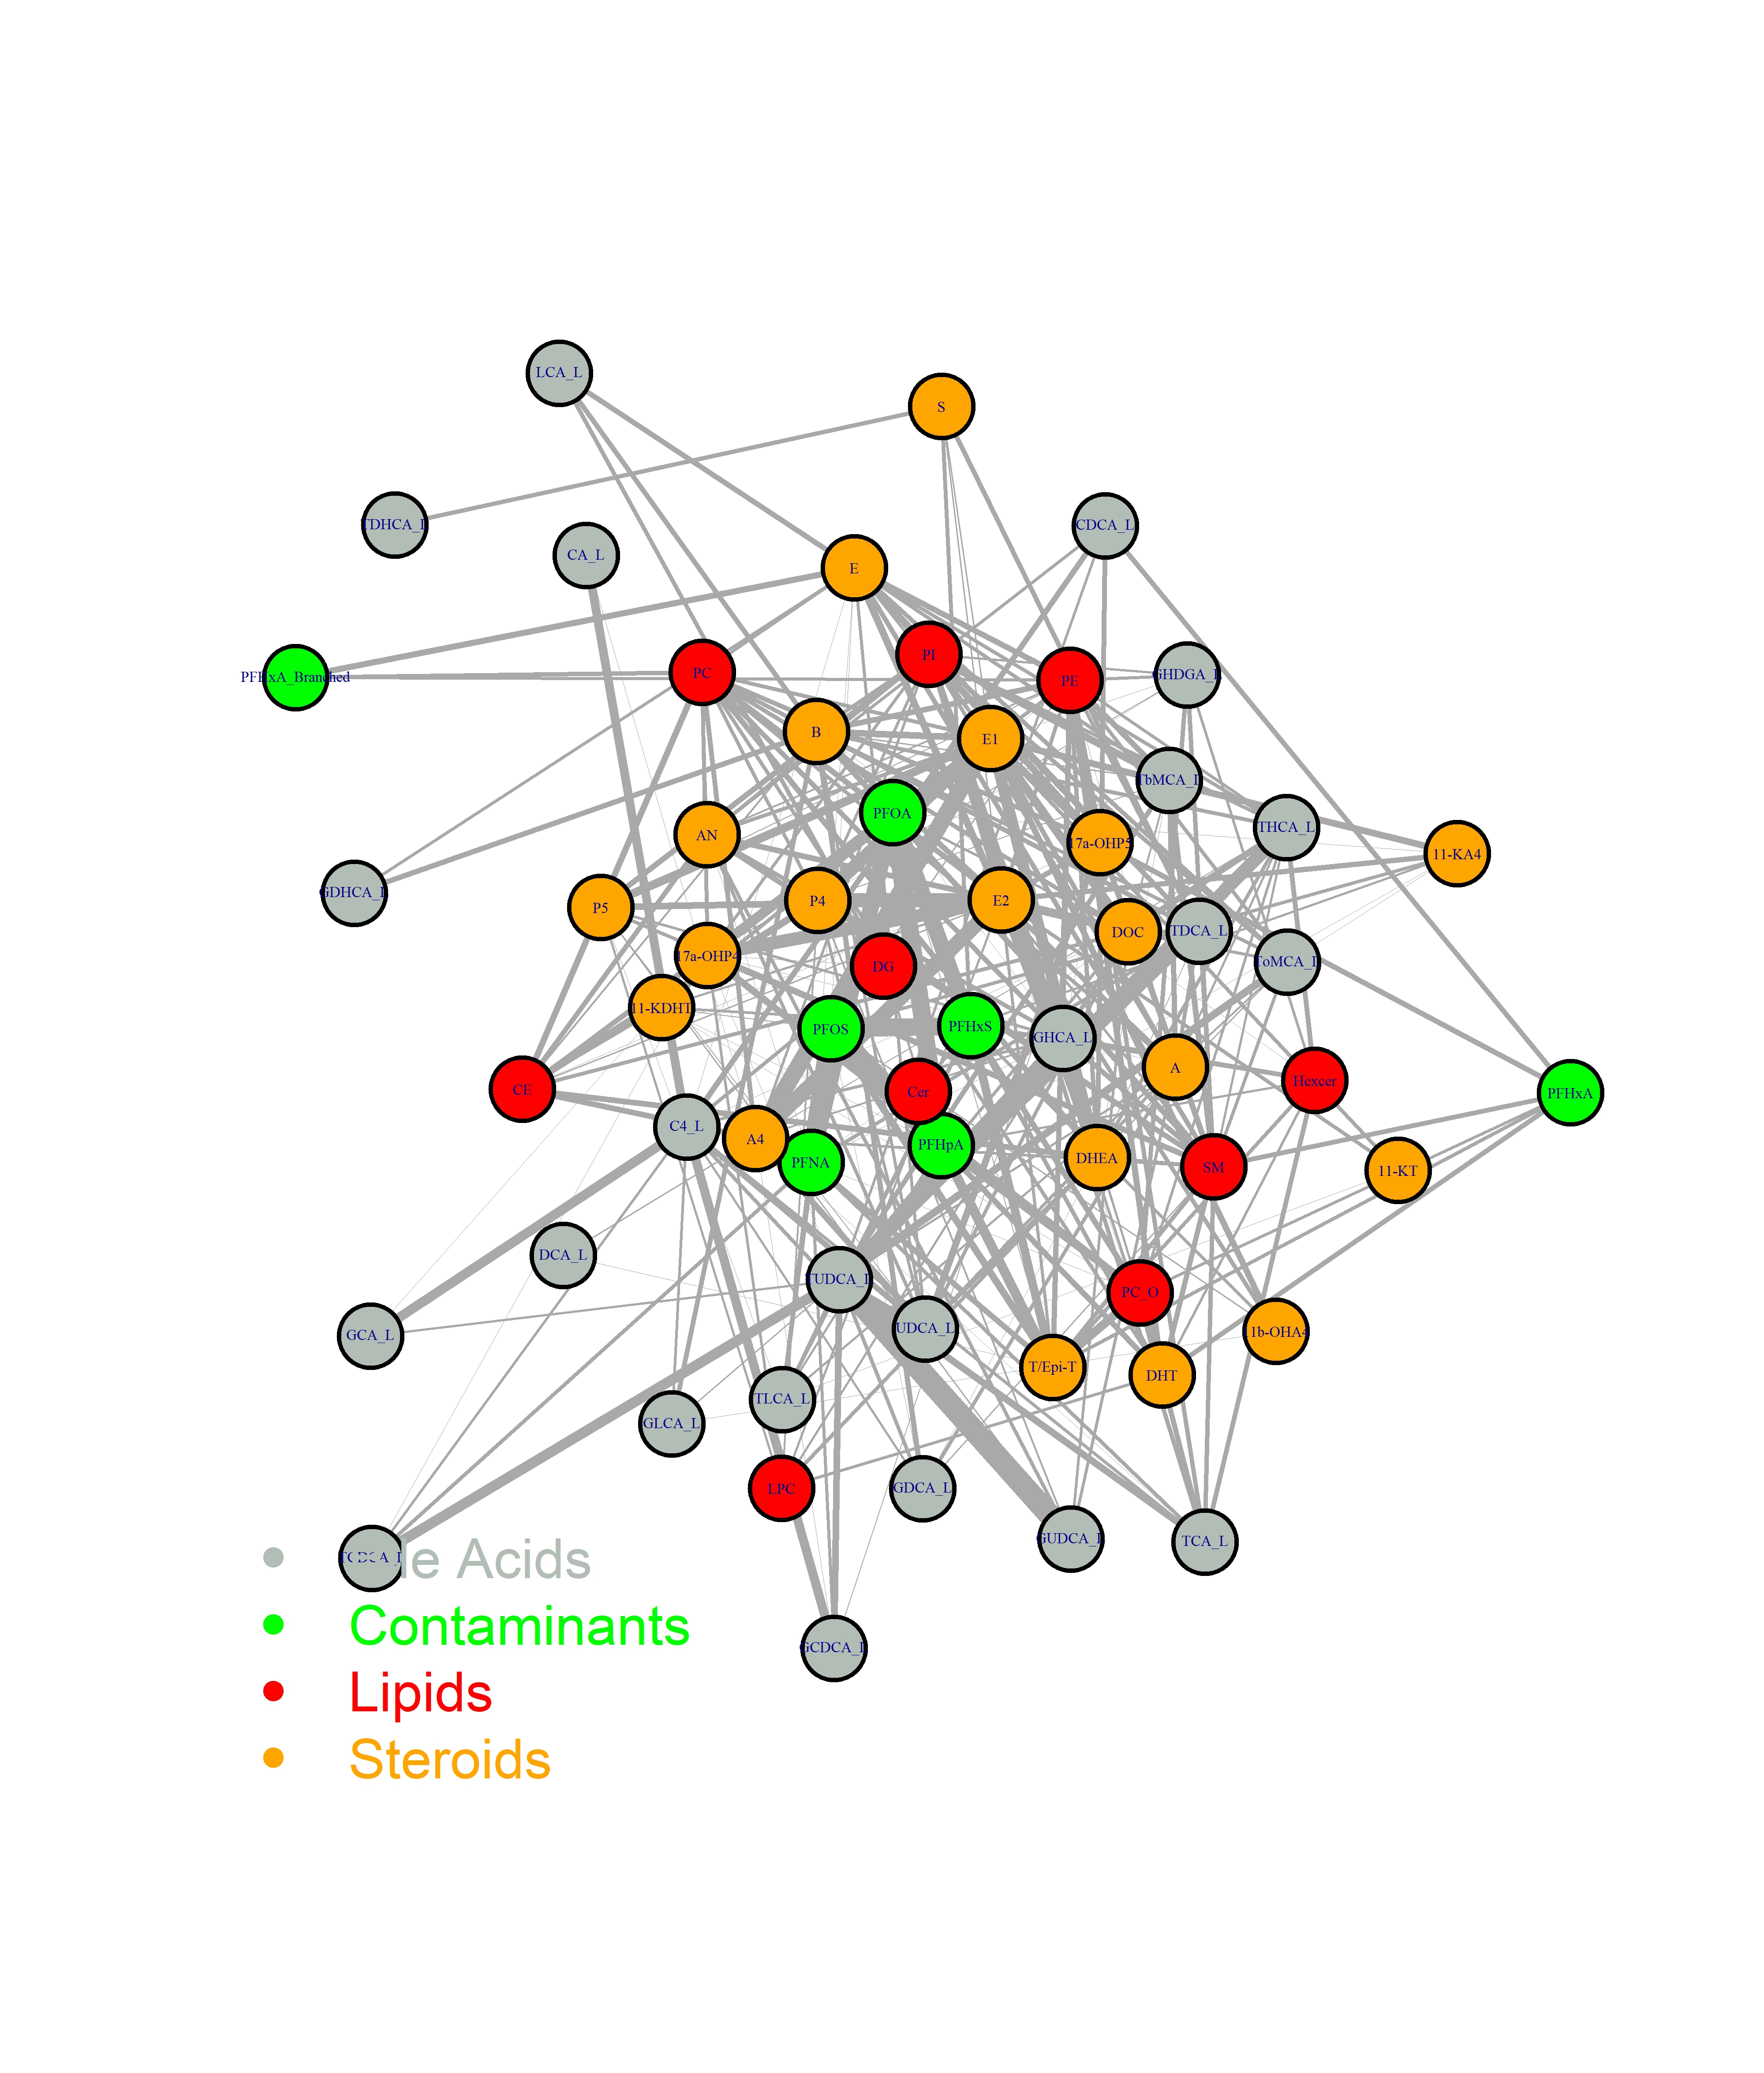 LCA_L
S
TDHCA_L
CDCA_L
CA_L
E
PI
PC
PFHxA_Branched
PE
GHDGA_L
B
E1
TbMCA_L
PFOA
THCA_L
AN
17a-OHP5
11-KA4
GDHCA_L
P5
P4
E2
DOC
TDCA_L
17a-OHP4
DG
ToMCA_L
11-KDHT
PFOS
PFHxS
GHCA_L
A
Hexcer
CE
Cer
PFHxA
C4_L
A4
PFNA
PFHpA
DHEA
SM
11-KT
DCA_L
TUDCA_L
PC_O
GCA_L
UDCA_L
1b-OHA4
T/Epi-T
DHT
TLCA_L
GLCA_L
LPC
GDCA_L
GUDCA_L
TCA_L
le Acids
GCDCA_L
Contaminants
Lipids
Steroids